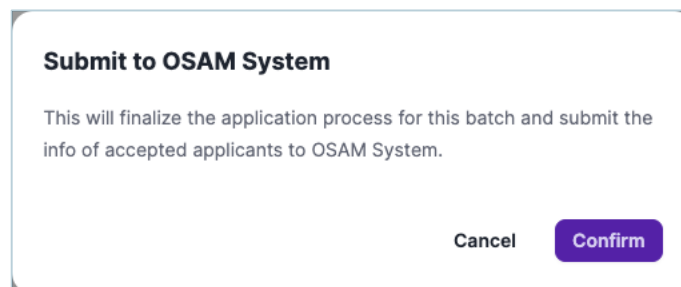 Submit to OSAM System
This will finalize the application process for this batch and submit the
info of accepted applicants to OSAM System.
Cancel
Confirm